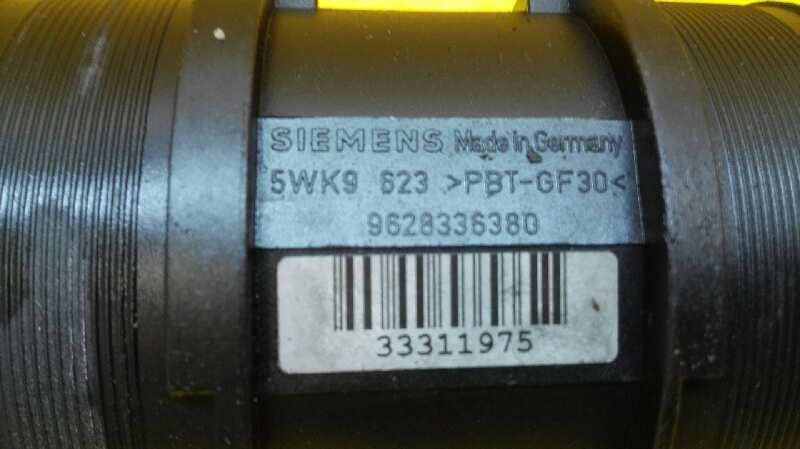 SIEMENS Made in Germany
5WK9 623 >PBT-GF30<
9628336380
33311975